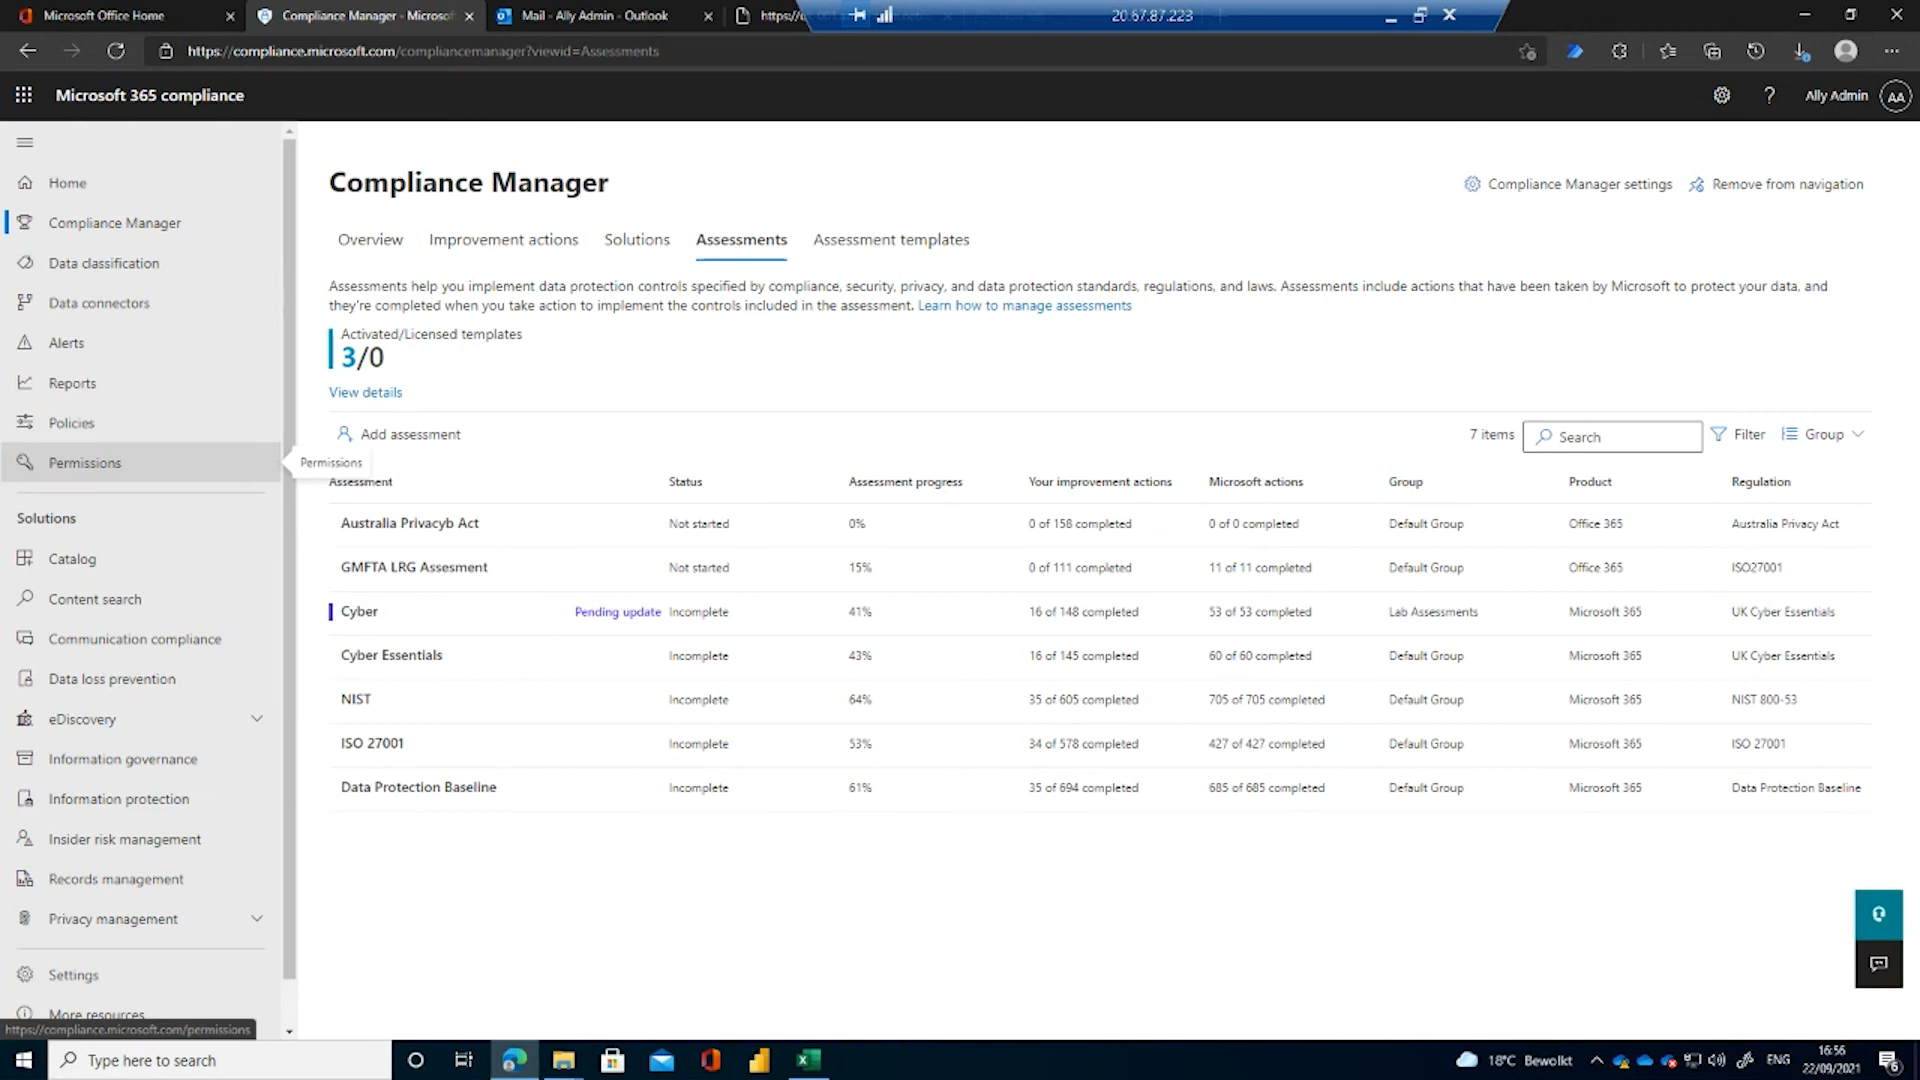 Microsoft Office Home
Compliance Manager - Microsof
Mail - Ally Admin - Outlook
20.67.87.223
https://compliance.microsoft.com/compliancemanager?viewid=Assessments
Microsoft 365 compliance
?
Ally Admin
AA
Home
Compliance Manager
Data classification
Data connectors
Alerts
Reports
Policies
Permissions
Solutions
Catalog
Content search
Communication compliance
Data loss prevention
eDiscovery
Information governance
Information protection
Insider risk management
Records management
Privacy management
Settings
More resources
https://compliance.microsoft.com/permissions
Permissions
Compliance Manager
Compliance Manager settings
Remove from navigation
Overview
Improvement actions
Solutions
Assessments
Assessment templates
Assessments help you implement data protection controls specified by compliance, security, privacy, and data protection standards, regulations, and laws. Assessments include actions that have been taken by Microsoft to protect your data, and
they're completed when you take action to implement the controls included in the assessment. Learn how to manage assessments
Activated/Licensed templates
3/0
View details
Add assessment
7 items
Search
Filter
Group
Assessment Status Assessment progress Your improvement actions Microsoft actions Group Product Regulation
Australia Privacyb Act Not started 0% 0 of 158 completed 0 of 0 completed Default Group Office 365 Australia Privacy Act
GMFTA LRG Assesment Not started 15% 0 of 111 completed 11 of 11 completed Default Group Office 365 ISO27001
Cyber Pending update Incomplete 41% 16 of 148 completed 53 of 53 completed Lab Assessments Microsoft 365 UK Cyber Essentials
Cyber Essentials Incomplete 43% 16 of 145 completed 60 of 60 completed Default Group Microsoft 365 UK Cyber Essentials
NIST Incomplete 64% 35 of 605 completed 705 of 705 completed Default Group Microsoft 365 NIST 800-53
ISO 27001 Incomplete 53% 34 of 578 completed 427 of 427 completed Default Group Microsoft 365 ISO 27001
Data Protection Baseline Incomplete 61% 35 of 694 completed 685 of 685 completed Default Group Microsoft 365 Data Protection Baseline
Type here to search
18°C Bewolkt
ENG
16:56
22/09/2021
6